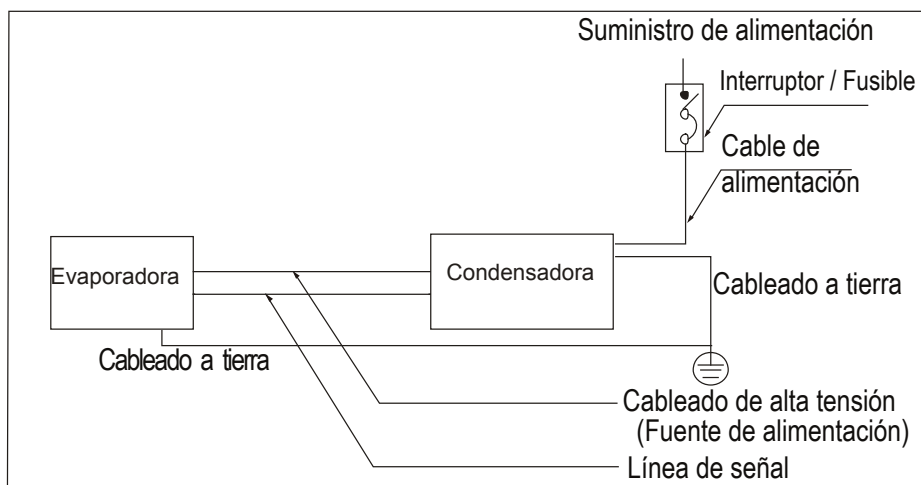 Suministro de alimentación
Interruptor / Fusible
Cable de
alimentación
Evaporadora
Condensadora
Cableado a tierra
Cableado a tierra
Cableado de alta tensión
(Fuente de alimentación)
Línea de señal